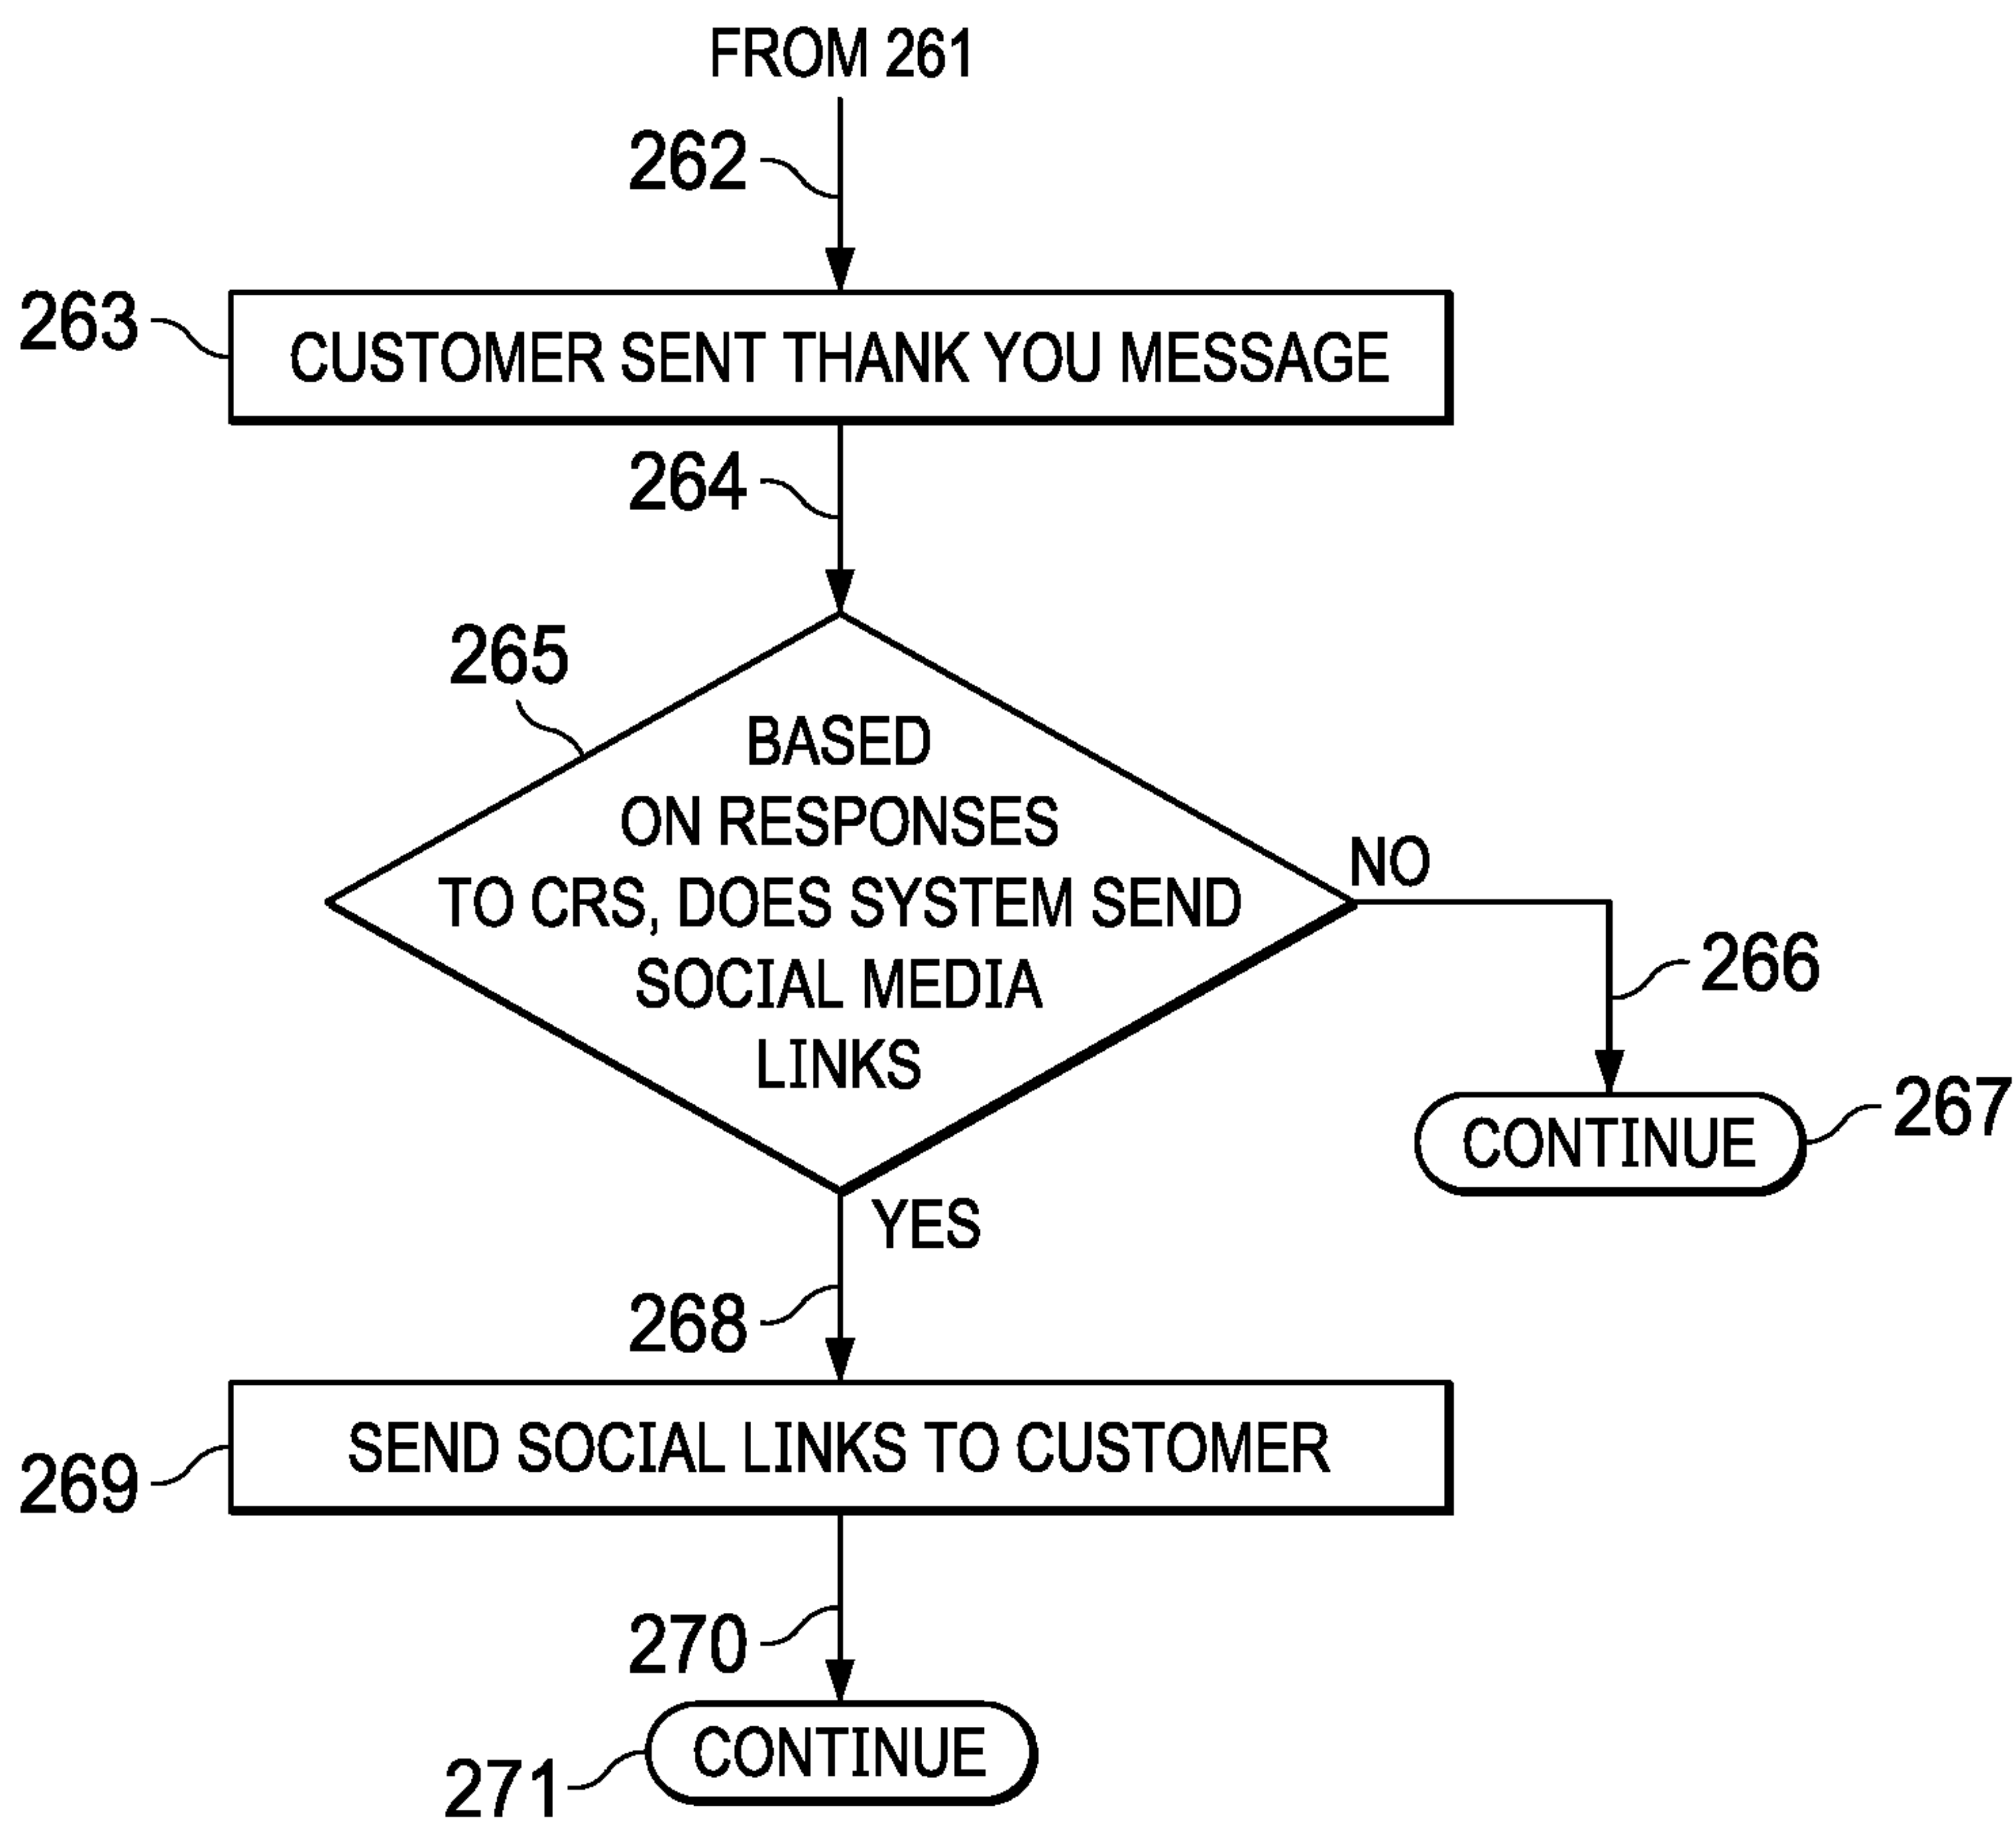 FROM 261
262
263
CUSTOMER SENT THANK YOU MESSAGE
264
265
BASED
ON RESPONSES
TO CRS, DOES SYSTEM SEND
SOCIAL MEDIA
LINKS
NO
266
267
CONTINUE
YES
268
SEND SOCIAL LINKS TO CUSTOMER
269
270
CONTINUE
271